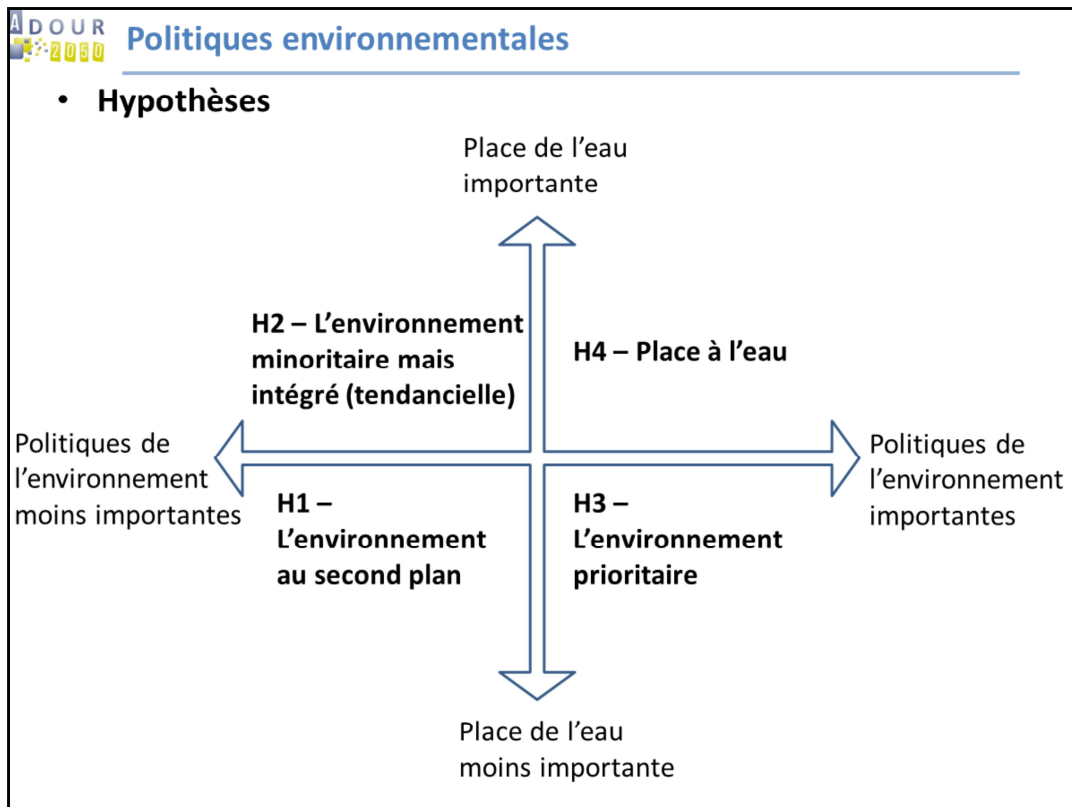 ADOUR
2050
Politiques environnementales
• Hypothèses
Place de l'eau
importante
H2 – L'environnement
minoritaire mais
intégré (tendancielle)
H4 – Place à l'eau
Politiques de
l'environnement
moins importantes
Politiques de
l'environnement
importantes
H1 –
L'environnement
au second plan
H3 –
L'environnement
prioritaire
Place de l'eau
moins importante